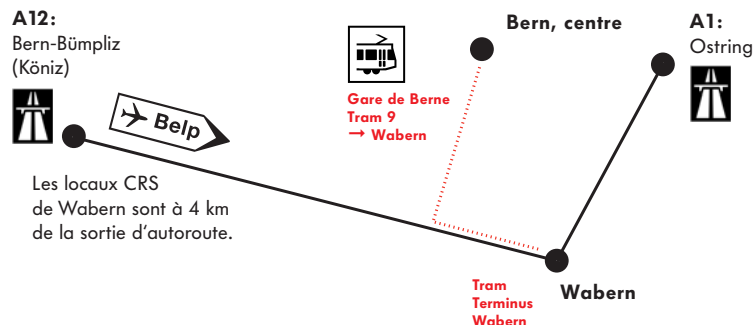 A12:
Bern-Bümpliz
(Köniz)
Belp
Les locaux CRS
de Wabern sont à 4 km
de la sortie d'autoroute.
Gare de Berne
Tram 9
→ Wabern
Bern, centre
A1:
Ostring
Tram
Terminus
Wabern
Wabern